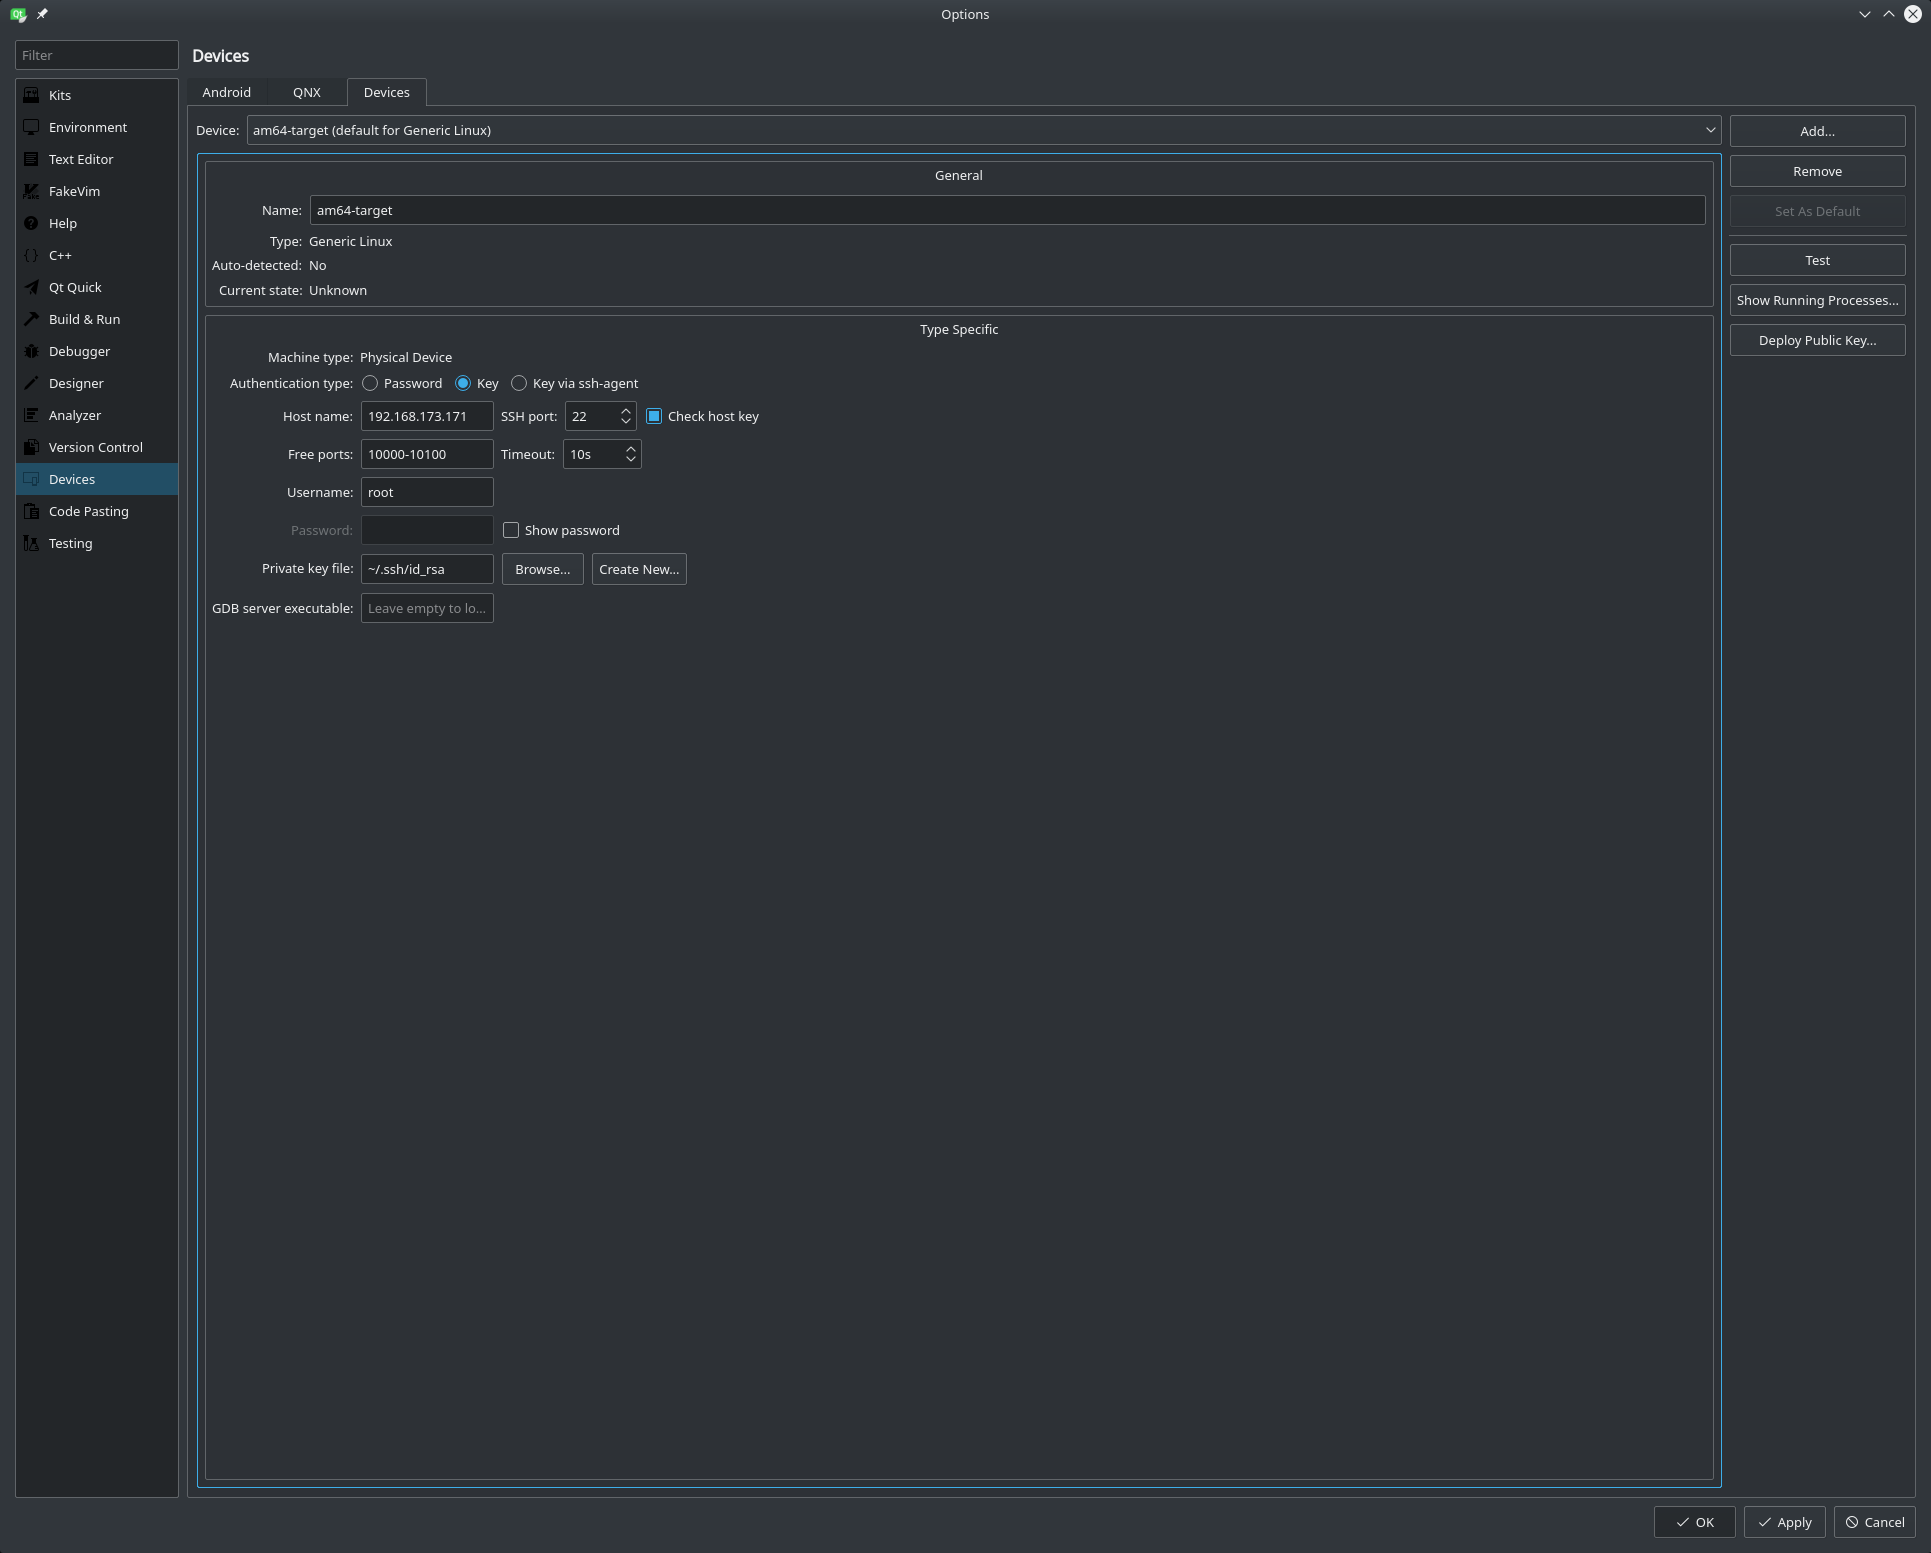 Options
Filter
Kits
Environment
Text Editor
FakeVim
Help
C++
Qt Quick
Build & Run
Debugger
Designer
Analyzer
Version Control
Devices
Code Pasting
Testing
Devices
Android QNX Devices
Device: am64-target (default for Generic Linux)
General
Name: am64-target
Type: Generic Linux
Auto-detected: No
Current state: Unknown
Type Specific
Machine type: Physical Device
Authentication type: Password Key Key via ssh-agent
Host name: 192.168.173.171 SSH port: 22 Check host key
Free ports: 10000-10100 Timeout: 10s
Username: root
Password: Show password
Private key file: ~/.ssh/id_rsa Browse... Create New...
GDB server executable: Leave empty to lo...
Add...
Remove
Set As Default
Test
Show Running Processes...
Deploy Public Key...
OK Apply Cancel